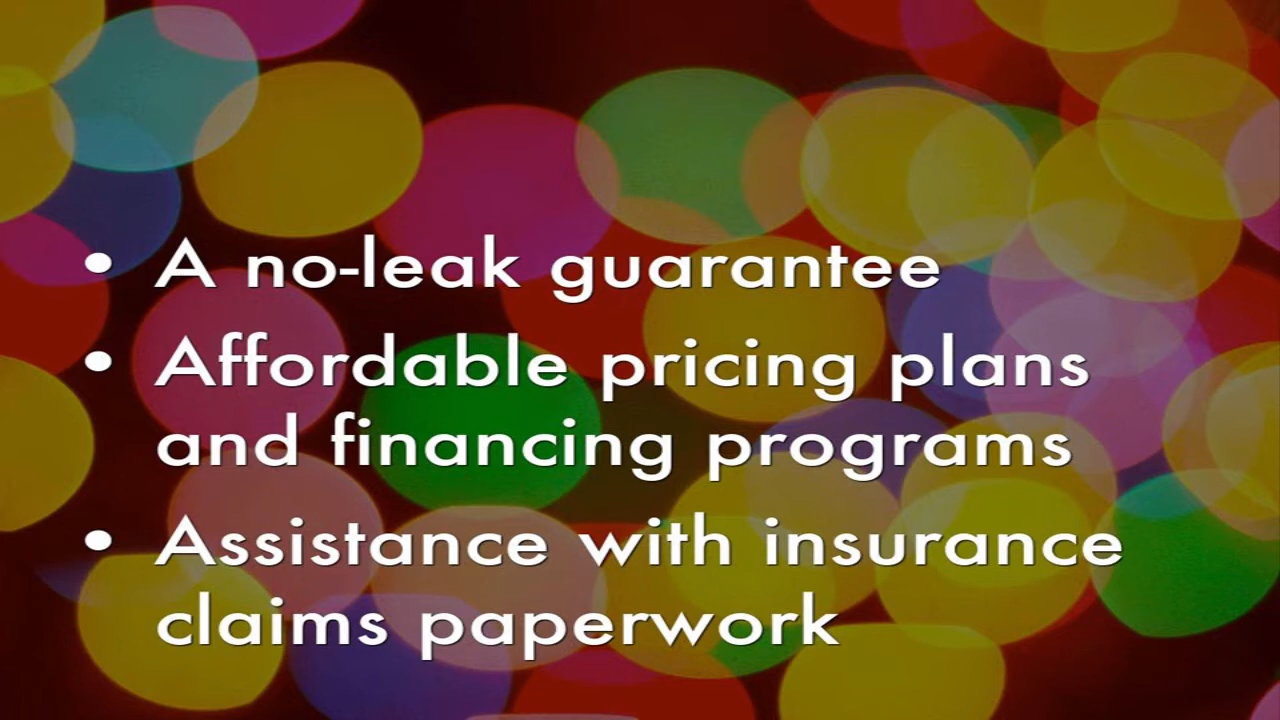 • A no-leak guarantee
• Affordable pricing plans
and financing programs
• Assistance with insurance
claims paperwork